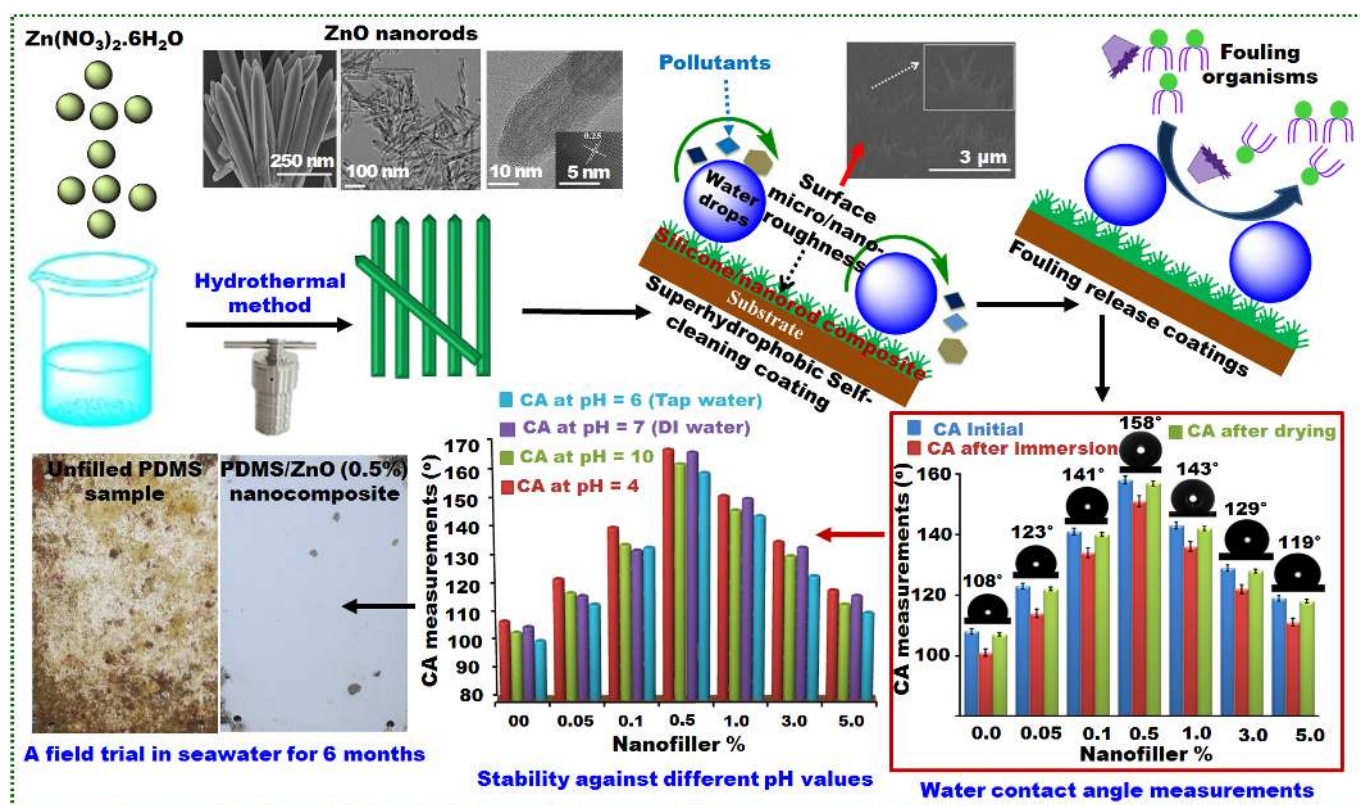 Zn(NO3)2.6H2O
ZnO nanorods
250 nm
100 nm
10 nm
0.25
5 nm
Hydrothermal
method
Pollutants
Water
drops
Surface
micro/nano-
roughness
3 µm
Silicone/nanorod composite
Substrate
Superhydrophobic Self-
cleaning coating
Fouling
organisms
Fouling release coatings
Unfilled PDMS
sample
PDMS/ZnO (0.5%)
nanocomposite
A field trial in seawater for 6 months
CA at pH = 6 (Tap water)
CA at pH = 7 (DI water)
CA at pH = 10
CA at pH = 4
CA measurements (o)
170
160
150
140
130
120
110
100
90
80
00 0.05 0.1 0.5 1.0 3.0 5.0
Nanofiller %
Stability against different pH values
CA Initial
CA after immersion
CA after drying
CA measurements (o)
160
140
120
100
108°
123°
141°
158°
143°
129°
119°
0.0 0.05 0.1 0.5 1.0 3.0 5.0
Nanofiller %
Water contact angle measurements